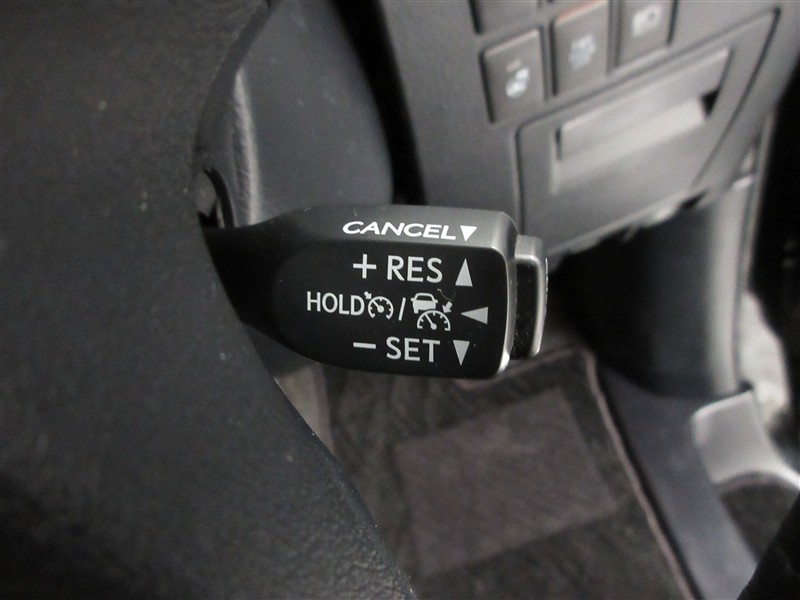 CANCEL▼
+ RES ▲
HOLD / ◀
− SET ▼